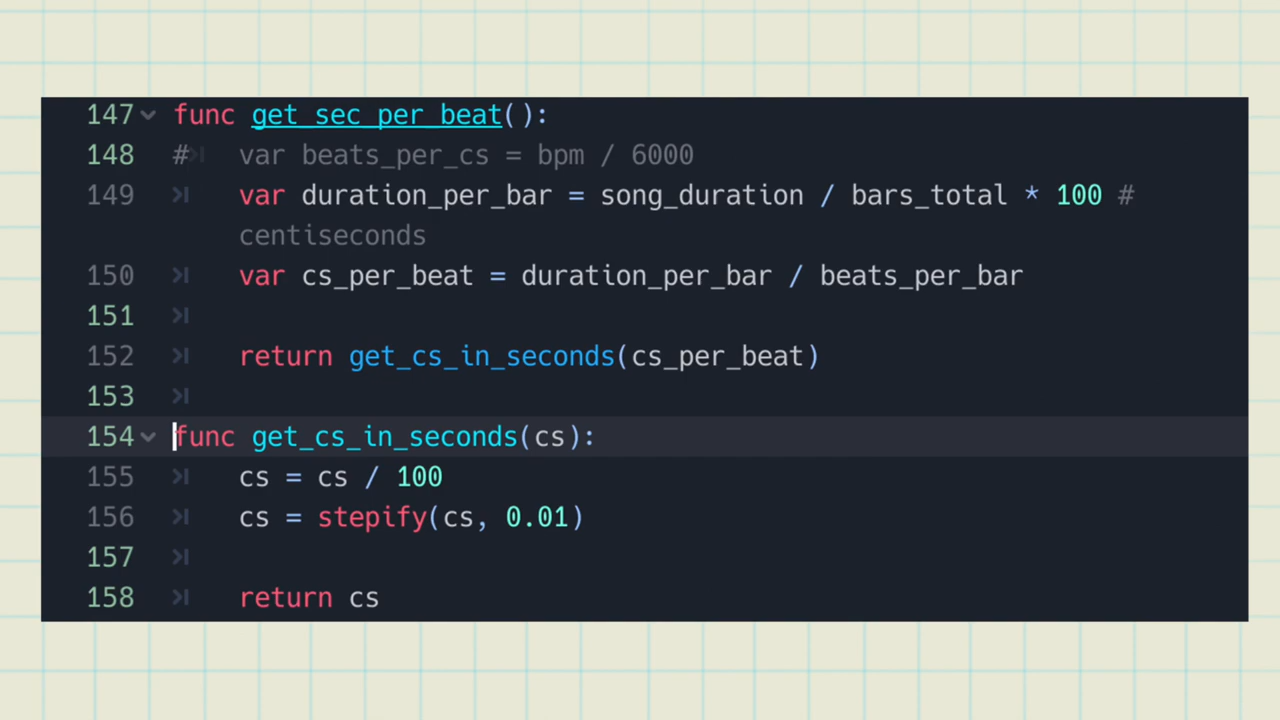 147 func get_sec_per_beat():
148 # var beats_per_cs = bpm / 6000
149 var duration_per_bar = song_duration / bars_total * 100 #
centiseconds
150 var cs_per_beat = duration_per_bar / beats_per_bar
151
152 return get_cs_in_seconds(cs_per_beat)
153
154 func get_cs_in_seconds(cs):
155 cs = cs / 100
156 cs = stepify(cs, 0.01)
157
158 return cs